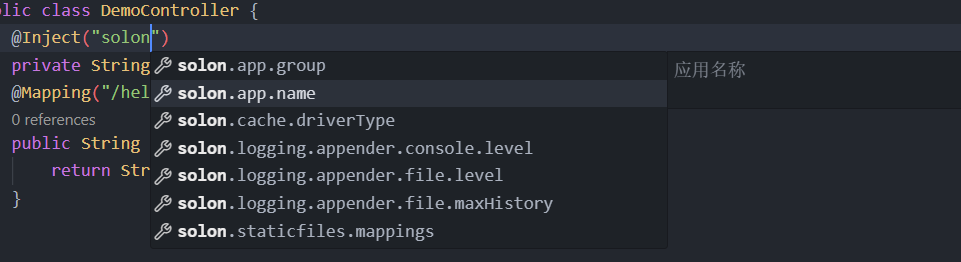 lic class DemoController {
@Inject("solon")
private String
@Mapping("/hel
0 references
public String
return Str
}
solon.app.group
solon.app.name
solon.cache.driverType
solon.logging.appender.console.level
solon.logging.appender.file.level
solon.logging.appender.file.maxHistory
solon.staticfiles.mappings
应用名称